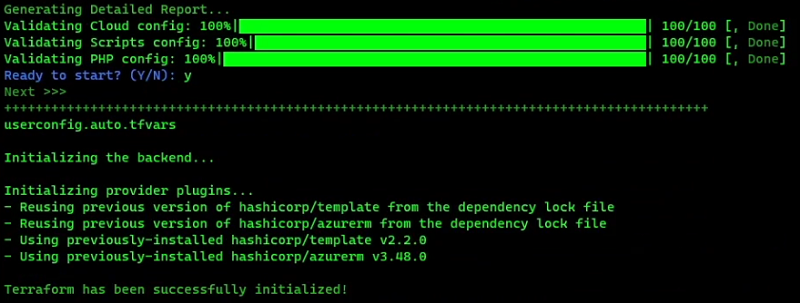 Generating Detailed Report...
Validating Cloud config: 100%| | 100/100 [, Done]
Validating Scripts config: 100%| | 100/100 [, Done]
Validating PHP config: 100%| | 100/100 [, Done]
Ready to start? (Y/N): y
Next >>>
++++++++++++++++++++++++++++++++++++++++++++++++++++++++++++++++++++++++++++++++++++++++++
userconfig.auto.tfvars
Initializing the backend...
Initializing provider plugins...
- Reusing previous version of hashicorp/template from the dependency lock file
- Reusing previous version of hashicorp/azurerm from the dependency lock file
- Using previously-installed hashicorp/template v2.2.0
- Using previously-installed hashicorp/azurerm v3.48.0
Terraform has been successfully initialized!